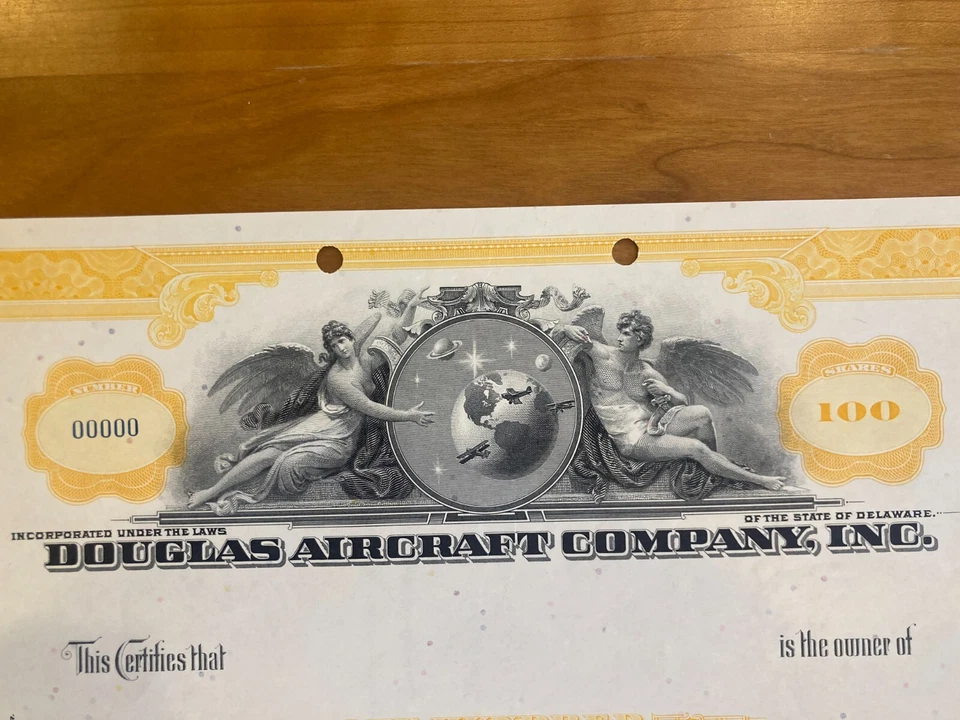 NUMBER
00000
SHARES
100
INCORPORATED UNDER THE LAWS
OF THE STATE OF DELAWARE.
DOUGLAS AIRCRAFT COMPANY, INC.
This Certifies that
is the owner of